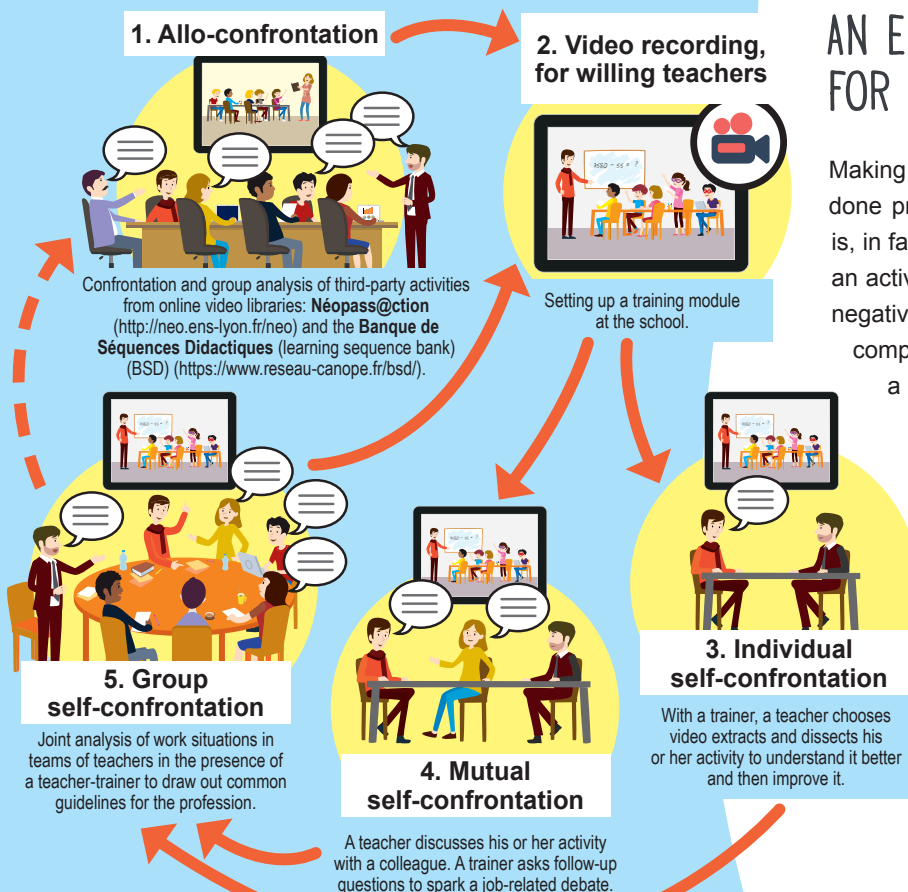 1. Allo-confrontation
2. Video recording,
for willing teachers
Confrontation and group analysis of third-party activities
from online video libraries: Néopass@ction
(http://neo.ens-lyon.fr/neo) and the Banque de
Séquences Didactiques (learning sequence bank)
(BSD) (https://www.reseau-canope.fr/bsd/).
Setting up a training module
at the school.
3. Individual
self-confrontation
With a trainer, a teacher chooses
video extracts and dissects his
or her activity to understand it better
and then improve it.
4. Mutual
self-confrontation
A teacher discusses his or her activity
with a colleague. A trainer asks follow-up
questions to spark a job-related debate.
5. Group
self-confrontation
Joint analysis of work situations in
teams of teachers in the presence of
a teacher-trainer to draw out common
guidelines for the profession.
AN E
FOR
Making
done pr
is, in fa
an activ
negativ
comp
a